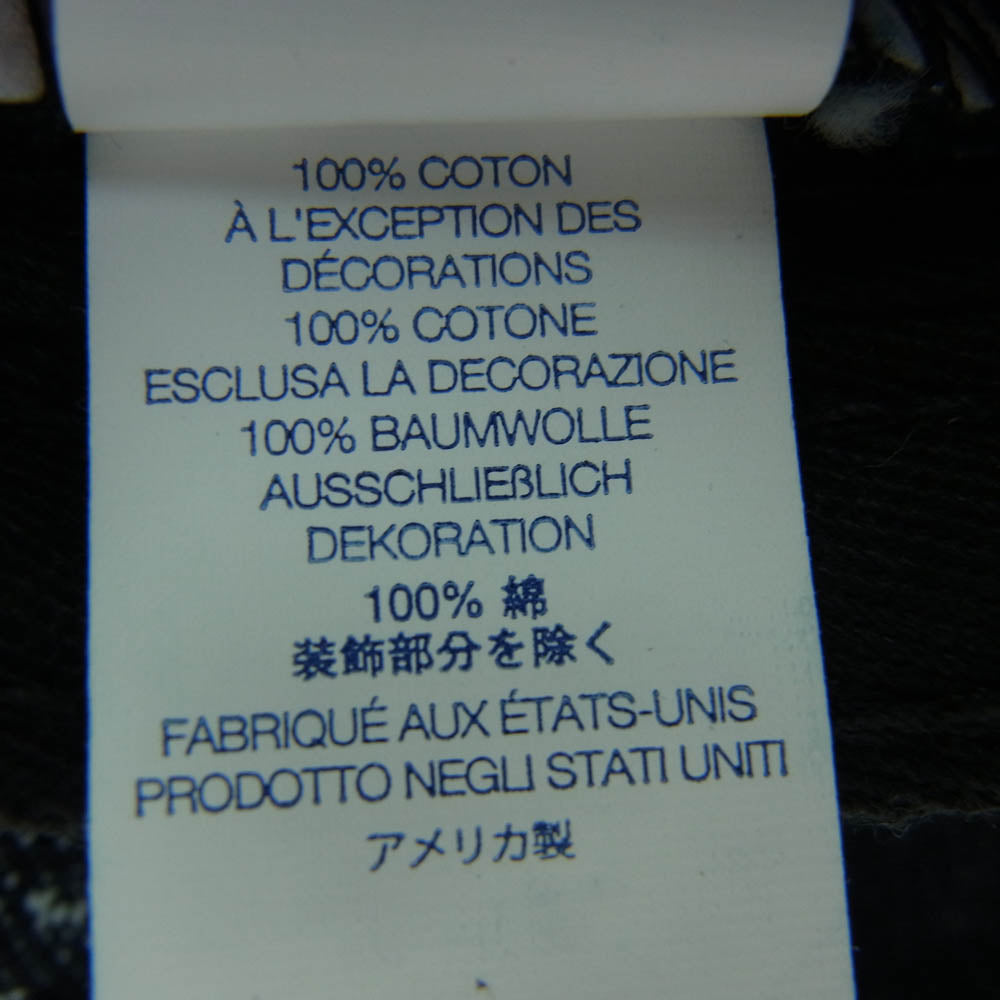 100% COTON
À L'EXCEPTION DES
DÉCORATIONS
100% COTONE
ESCLUSA LA DECORAZIONE
100% BAUMWOLLE
AUSSCHLIEßLICH
DEKORATION
100% 綿
装飾部分を除く
FABRIQUÉ AUX ÉTATS-UNIS
PRODOTTO NEGLI STATI UNITI
アメリカ製